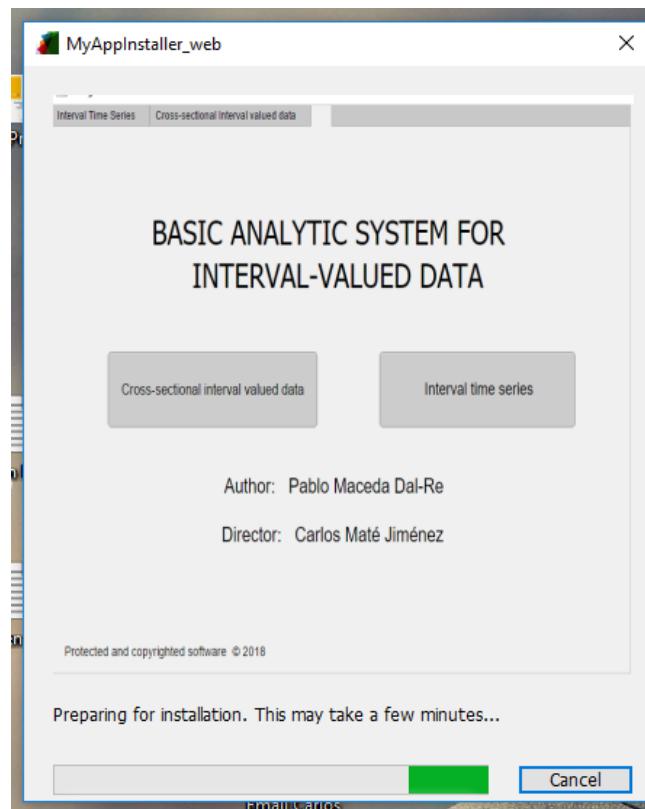 MyAppInstaller_web
Interval Time Series Cross-sectional interval valued data
BASIC ANALYTIC SYSTEM FOR
INTERVAL-VALUED DATA
Cross-sectional interval valued data Interval time series
Author: Pablo Maceda Dal-Re
Director: Carlos Maté Jiménez
Protected and copyrighted software © 2018
Preparing for installation. This may take a few minutes...
Cancel
Email Carlos